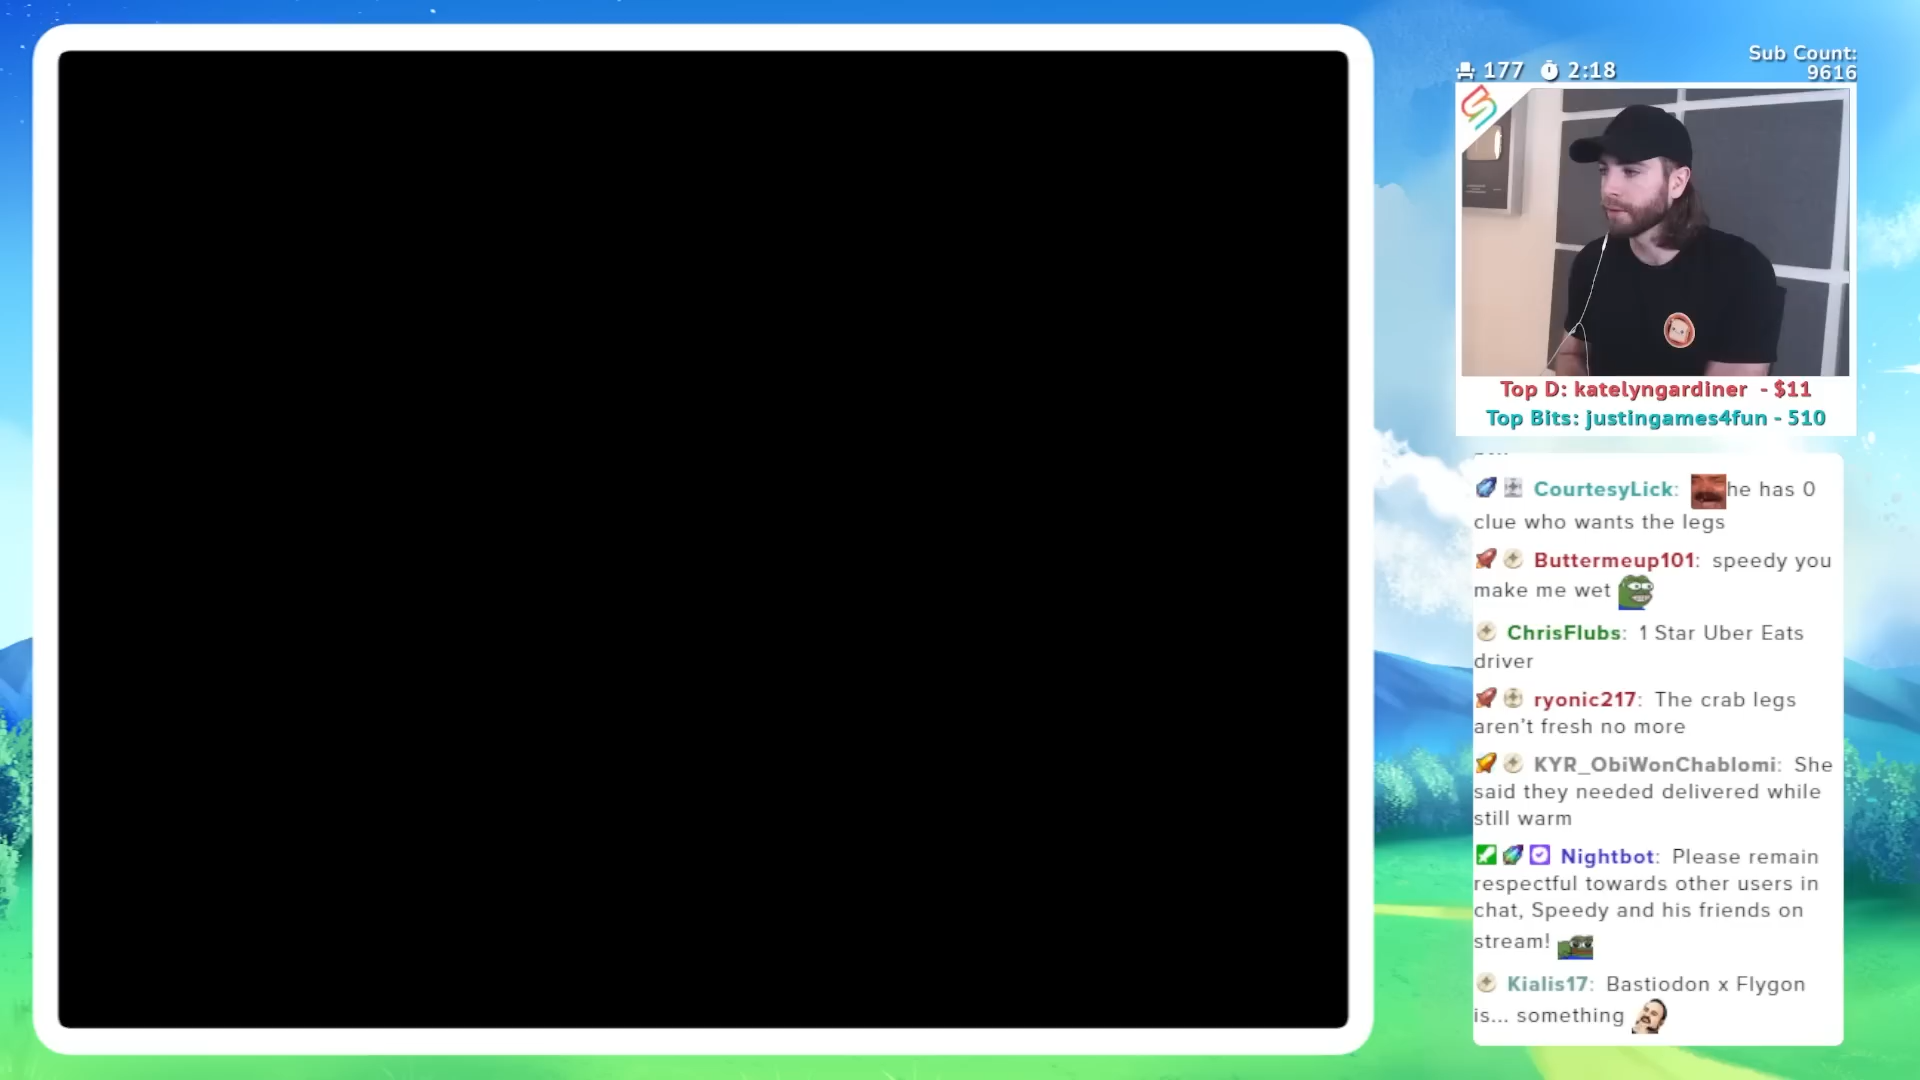 177 2:18
Sub Count:
9616
Top D: katelyngardiner - $11
Top Bits: justingames4fun - 510
CourtesyLick: he has 0
clue who wants the legs
Buttermeup101: speedy you
make me wet
ChrisFlubs: 1 Star Uber Eats
driver
ryonic217: The crab legs
aren't fresh no more
KYR_ObiWonChablomi: She
said they needed delivered while
still warm
Nightbot: Please remain
respectful towards other users in
chat, Speedy and his friends on
stream!
Kialis17: Bastiodon x Flygon
is... something